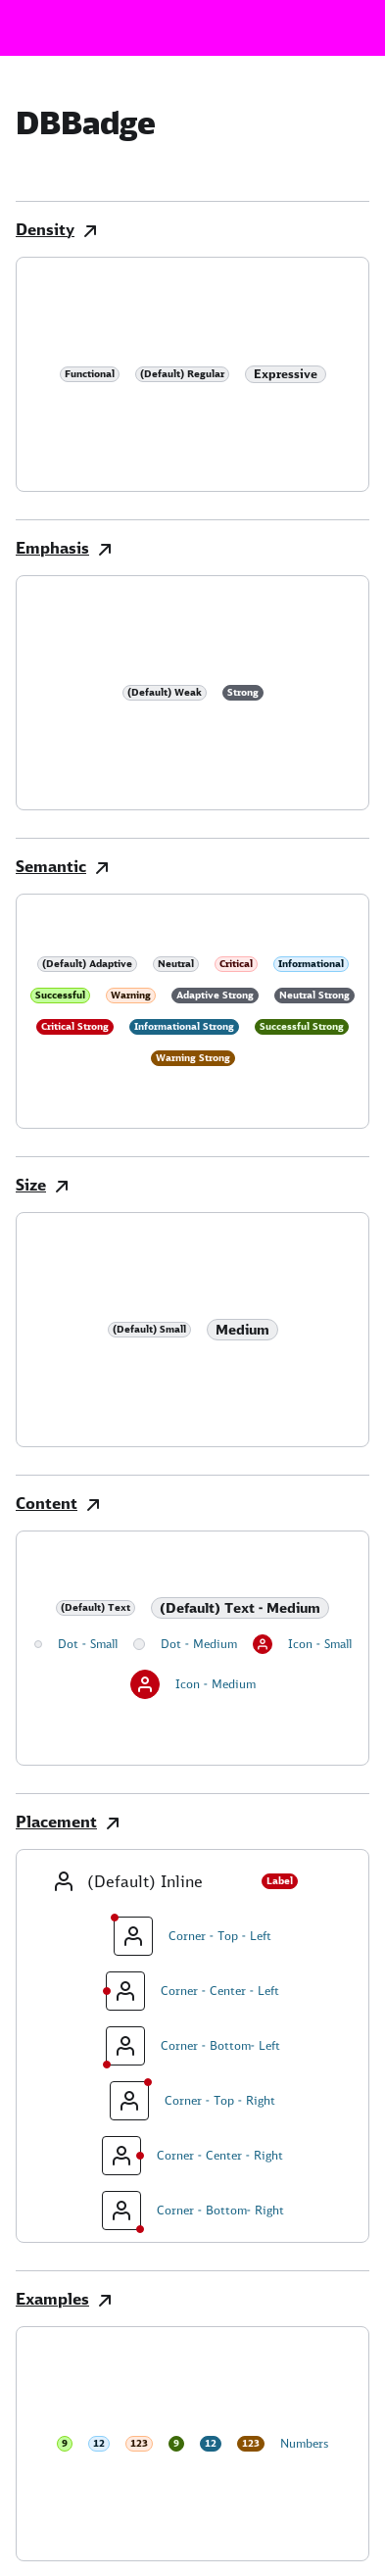 DBBadge
Density
Functional (Default) Regular Expressive
Emphasis
(Default) Weak Strong
Semantic
(Default) Adaptive Neutral Critical Informational
Successful Warning Adaptive Strong Neutral Strong
Critical Strong Informational Strong Successful Strong
Warning Strong
Size
(Default) Small Medium
Content
(Default) Text (Default) Text - Medium
Dot - Small Dot - Medium Icon - Small
Icon - Medium
Placement
(Default) Inline Label
Corner - Top - Left
Corner - Center - Left
Corner - Bottom- Left
Corner - Top - Right
Corner - Center - Right
Corner - Bottom- Right
Examples
9 12 123 9 12 123 Numbers